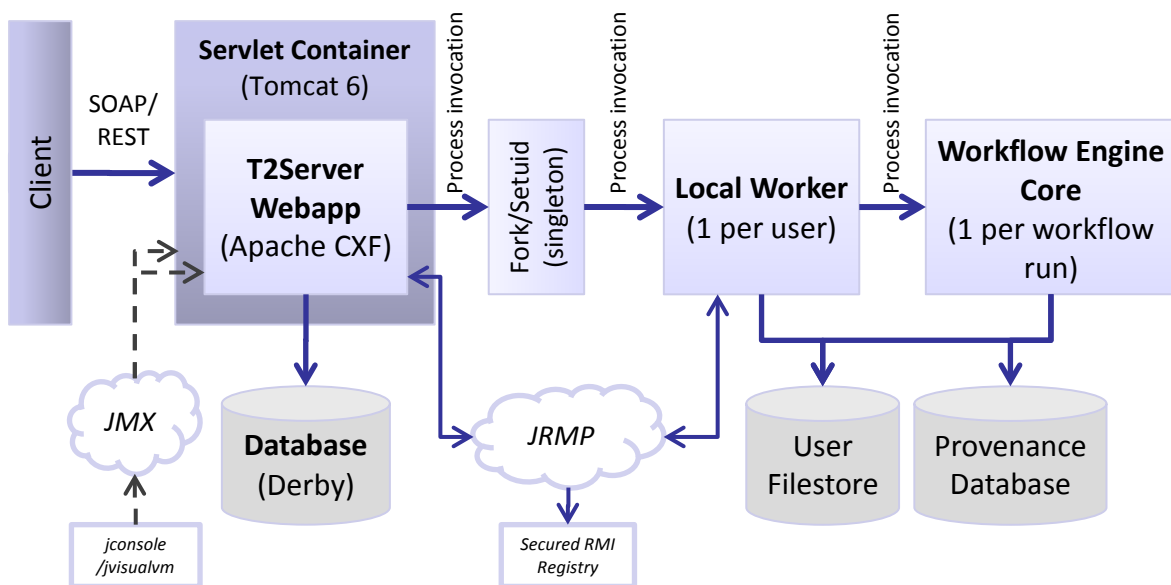 Client
SOAP/
REST
Servlet Container
(Tomcat 6)
T2Server
Webapp
(Apache CXF)
Process invocation
Fork/Setuid
(singleton)
Process invocation
Local Worker
(1 per user)
Process invocation
Workflow Engine
Core
(1 per workflow
run)
JMX
jconsole
/jvisualvm
Database
(Derby)
JRMP
Secured RMI
Registry
User
Filestore
Provenance
Database